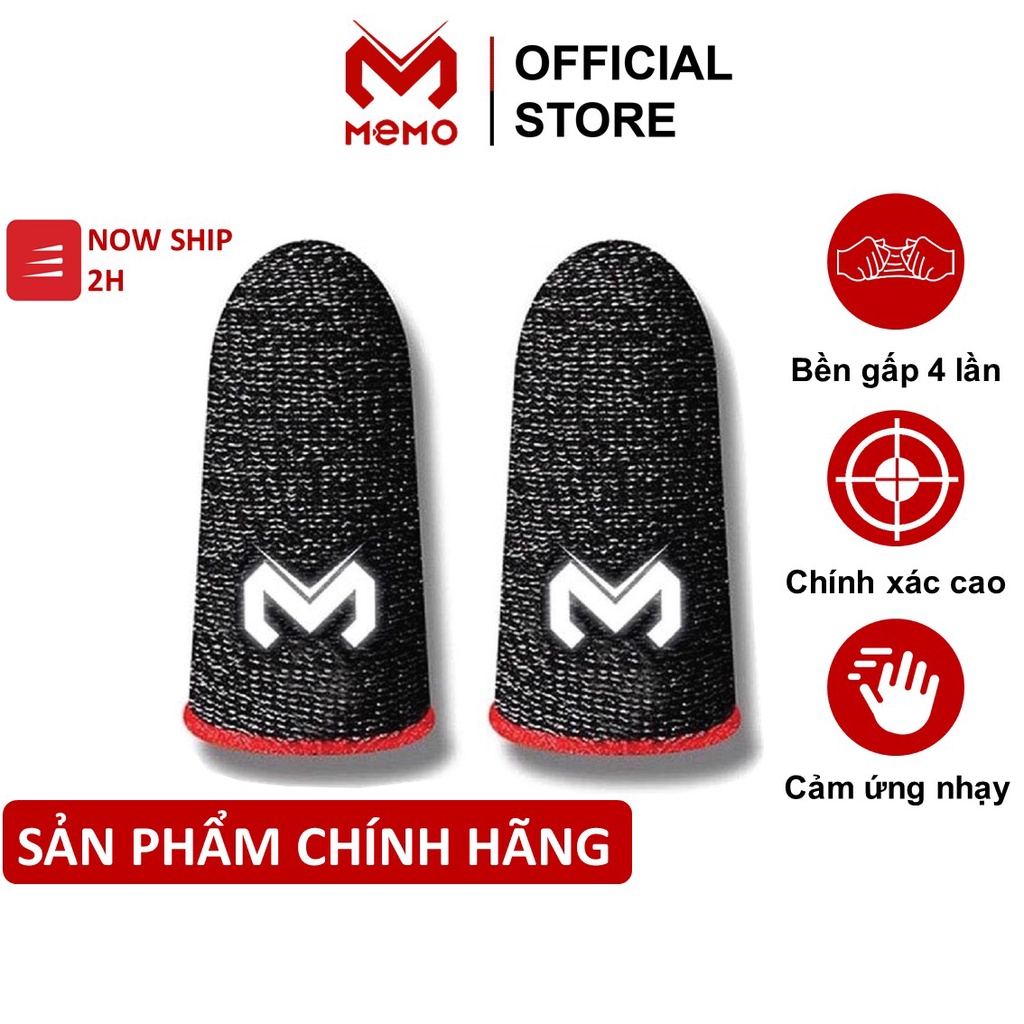 MEMO
OFFICIAL
STORE
NOW SHIP
2H
Bền gấp 4 lần
Chính xác cao
Cảm ứng nhạy
SẢN PHẨM CHÍNH HÃNG